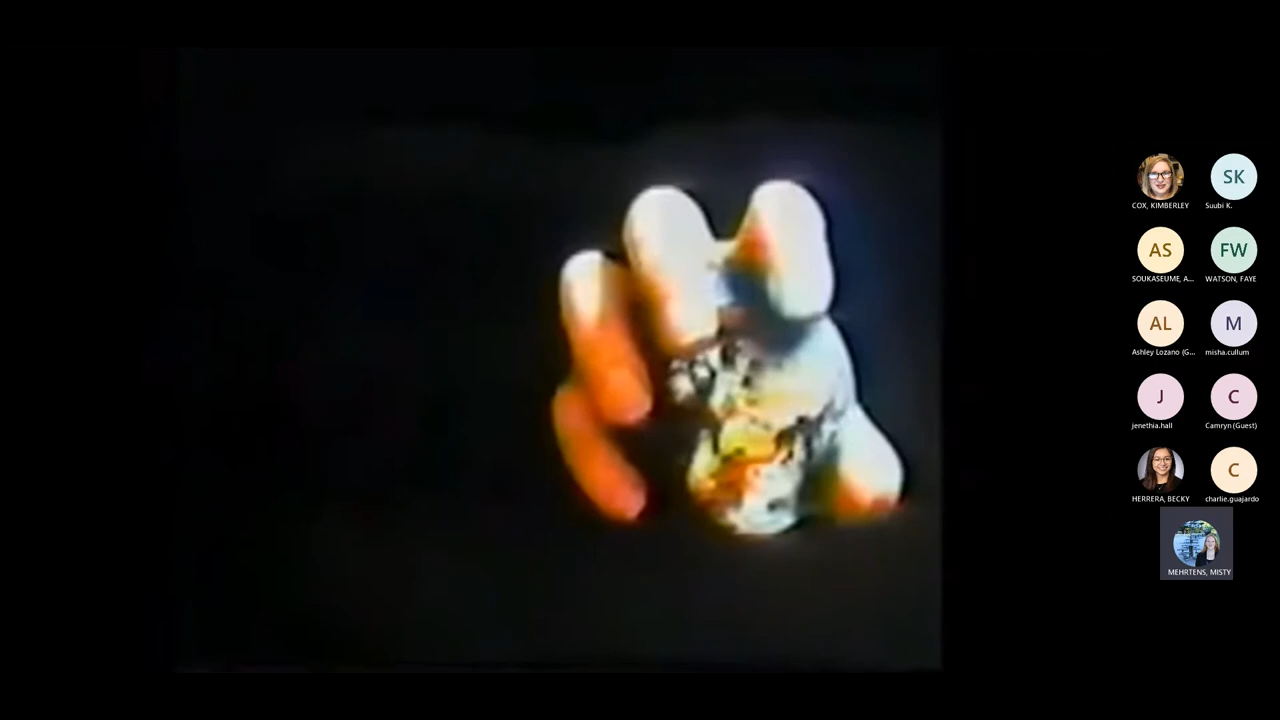 COX, KIMBERLEY
SK
Suubi K.
AS
SOUKASEUME, A...
FW
WATSON, FAYE
AL
Ashley Lozano (G...
M
misha.cullum
J
jenethia.hall
C
Camryn (Guest)
HERRERA, BECKY
C
charlie.guajardo
MEHRTENS, MISTY